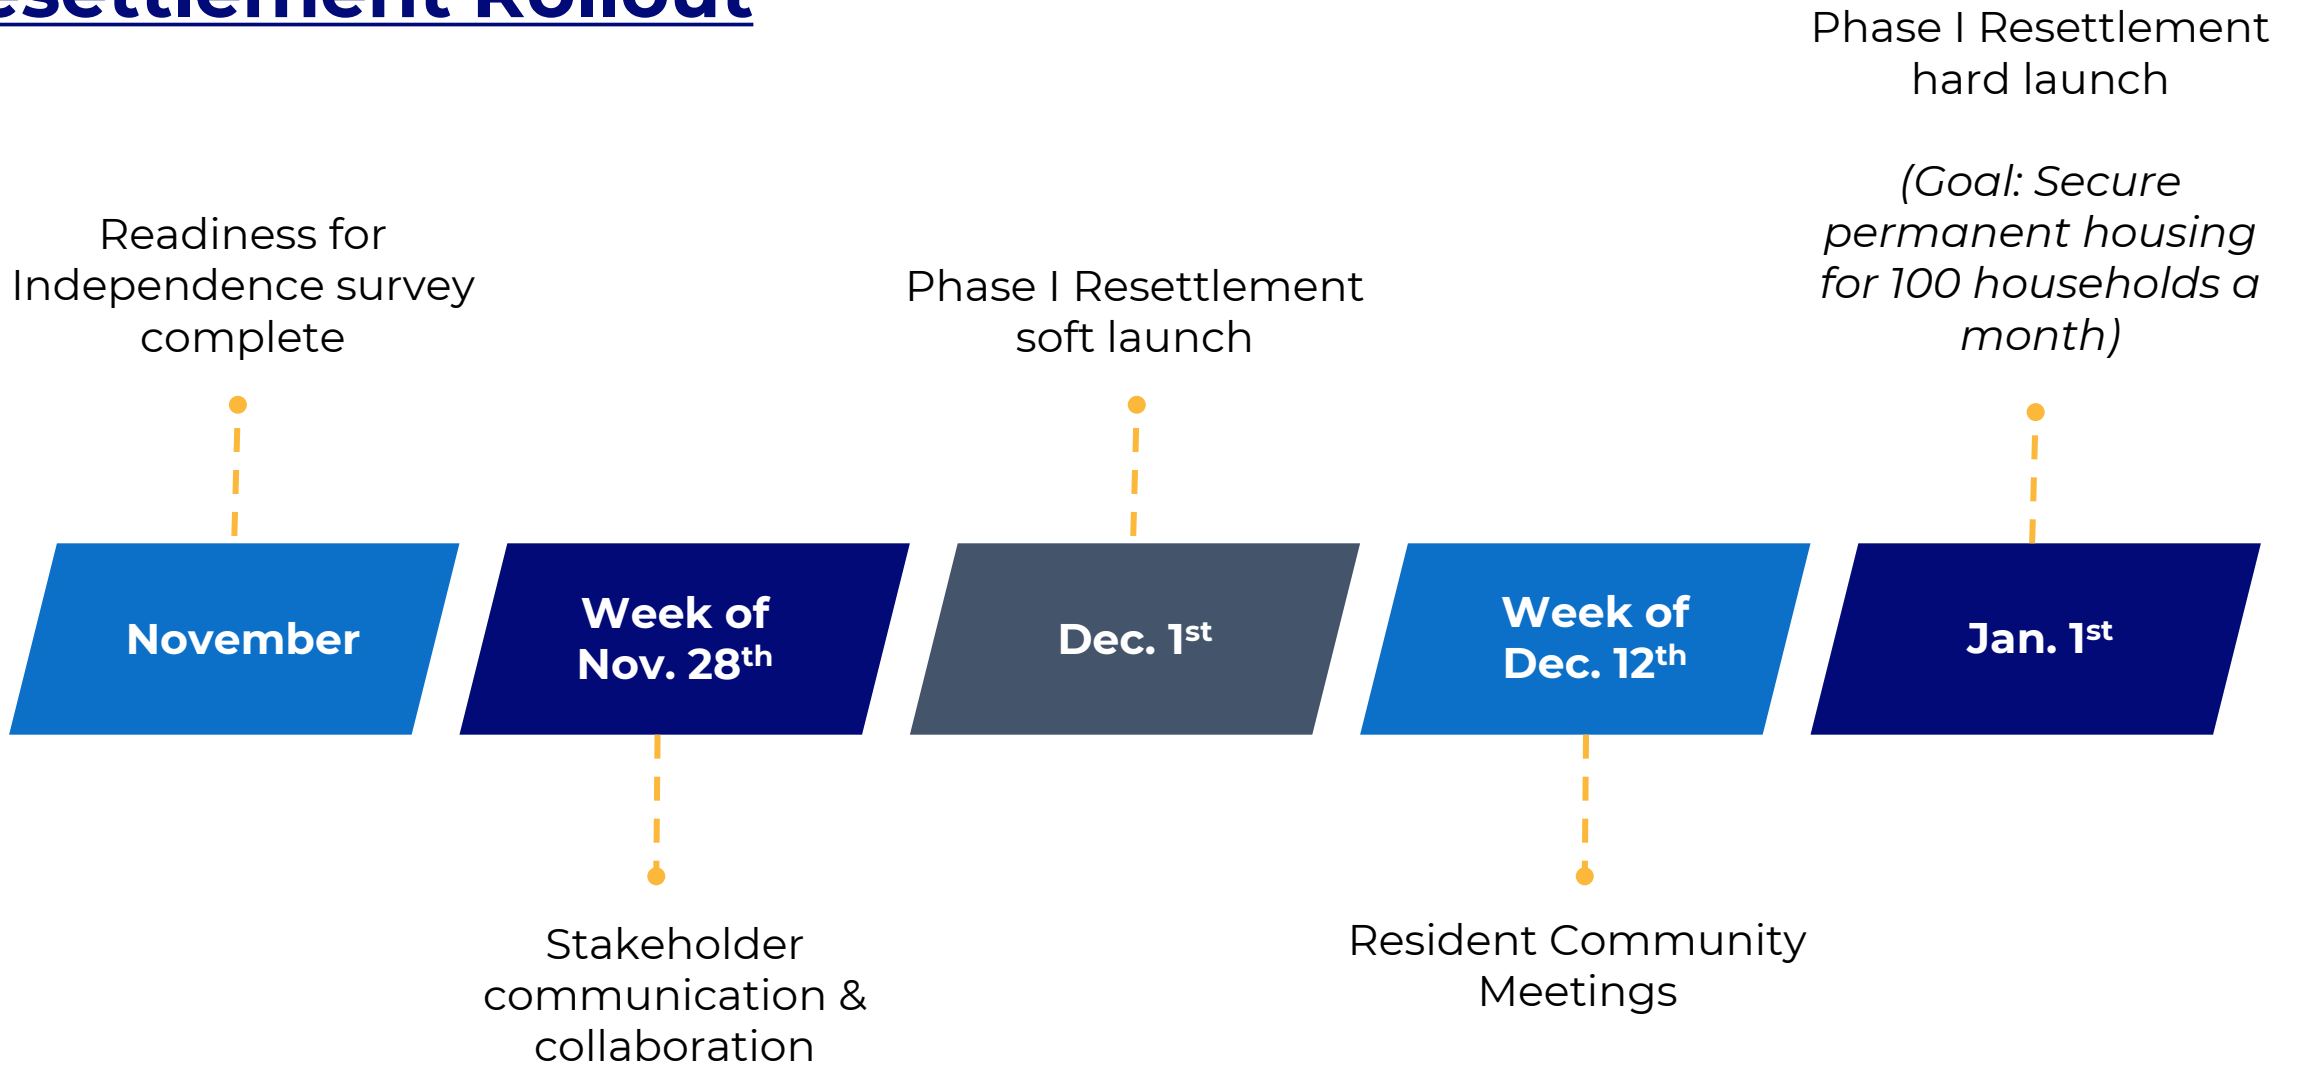 Resettlement Rollout
Phase I Resettlement
hard launch
(Goal: Secure
permanent housing
for 100 households a
month)
Readiness for
Independence survey
complete
Phase I Resettlement
soft launch
November
Week of
Nov. 28th
Dec. 1st
Week of
Dec. 12th
Jan. 1st
Stakeholder
communication &
collaboration
Resident Community
Meetings